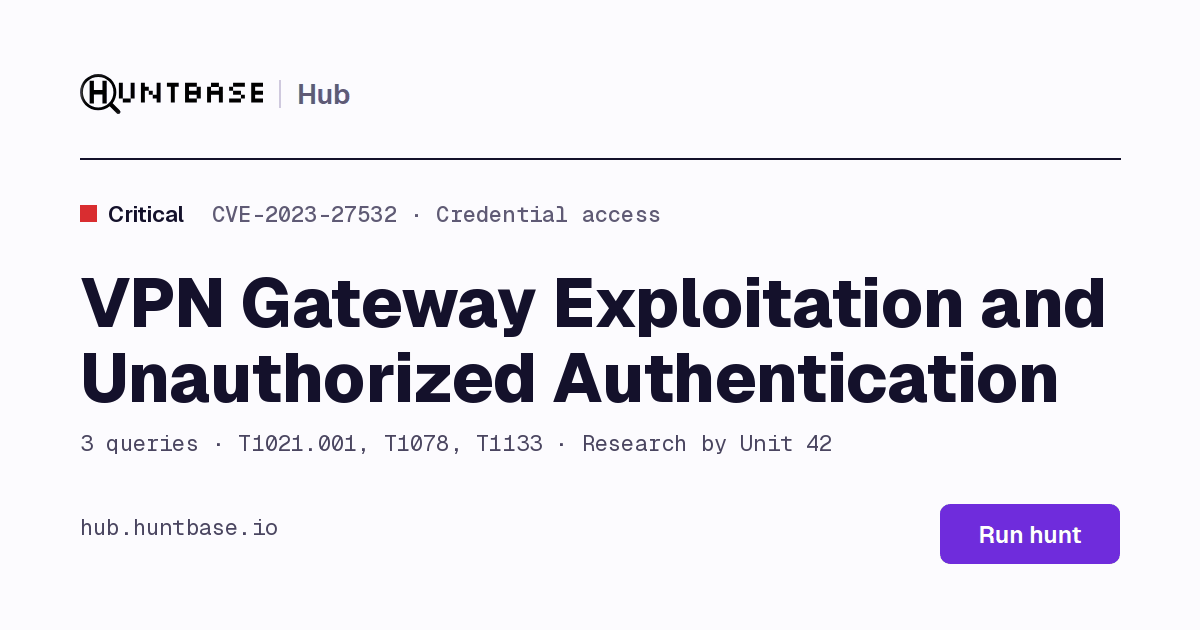 HUNTBASE Hub
Critical CVE-2023-27532 · Credential access
VPN Gateway Exploitation and
Unauthorized Authentication
3 queries · T1021.001, T1078, T1133 · Research by Unit 42
hub.huntbase.io
Run hunt